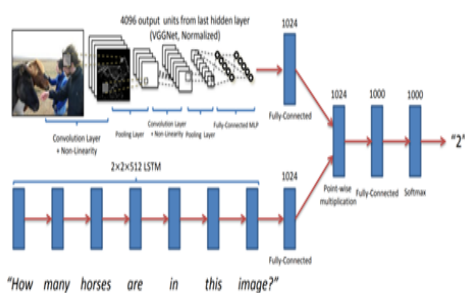 4096 output units from last hidden layer
(VGGNet, Normalized)
1024
Fully-Connected
Convolution Layer
+ Non-Linearity
Pooling Layer
Convolution Layer
+ Non-Linearity
Pooling Layer
Fully-Connected MLP
1024
Point-wise
multiplication
1000
Fully-Connected
1000
Softmax
"2"
2×2×512 LSTM
1024
Fully-Connected
"How many horses are in this image?"